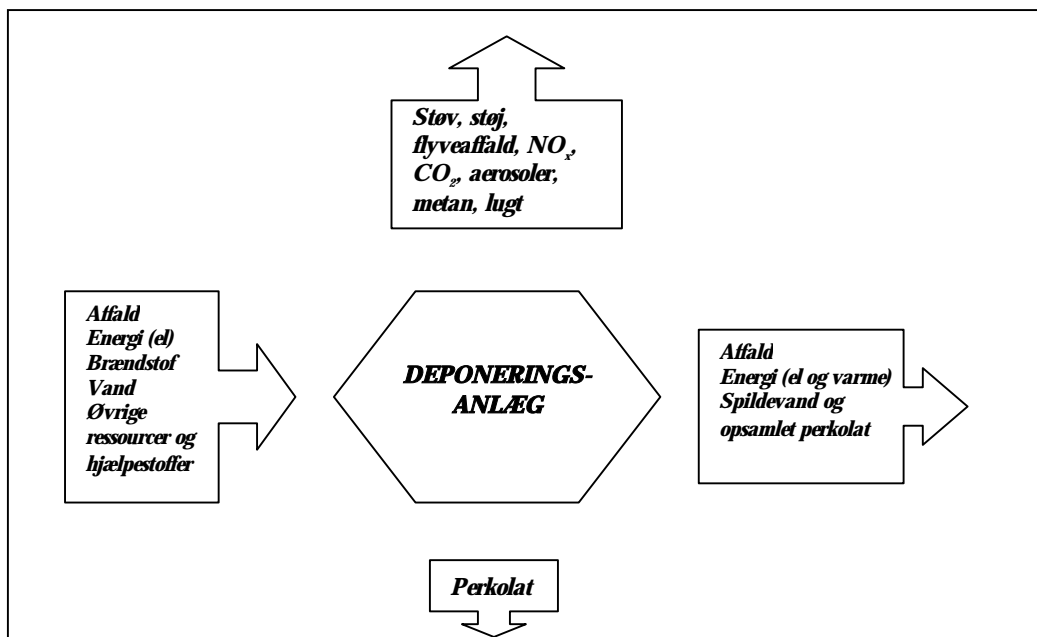 Støv, støj,
flyveaffald, NOx,
CO2, aerosoler,
metan, lugt
Affald
Energi (el)
Brændstof
Vand
Øvrige
ressourcer og
hjælpestoffer
DEPONERINGS-
ANLÆG
Affald
Energi (el og varme)
Spildevand og
opsamlet perkolat
Perkolat